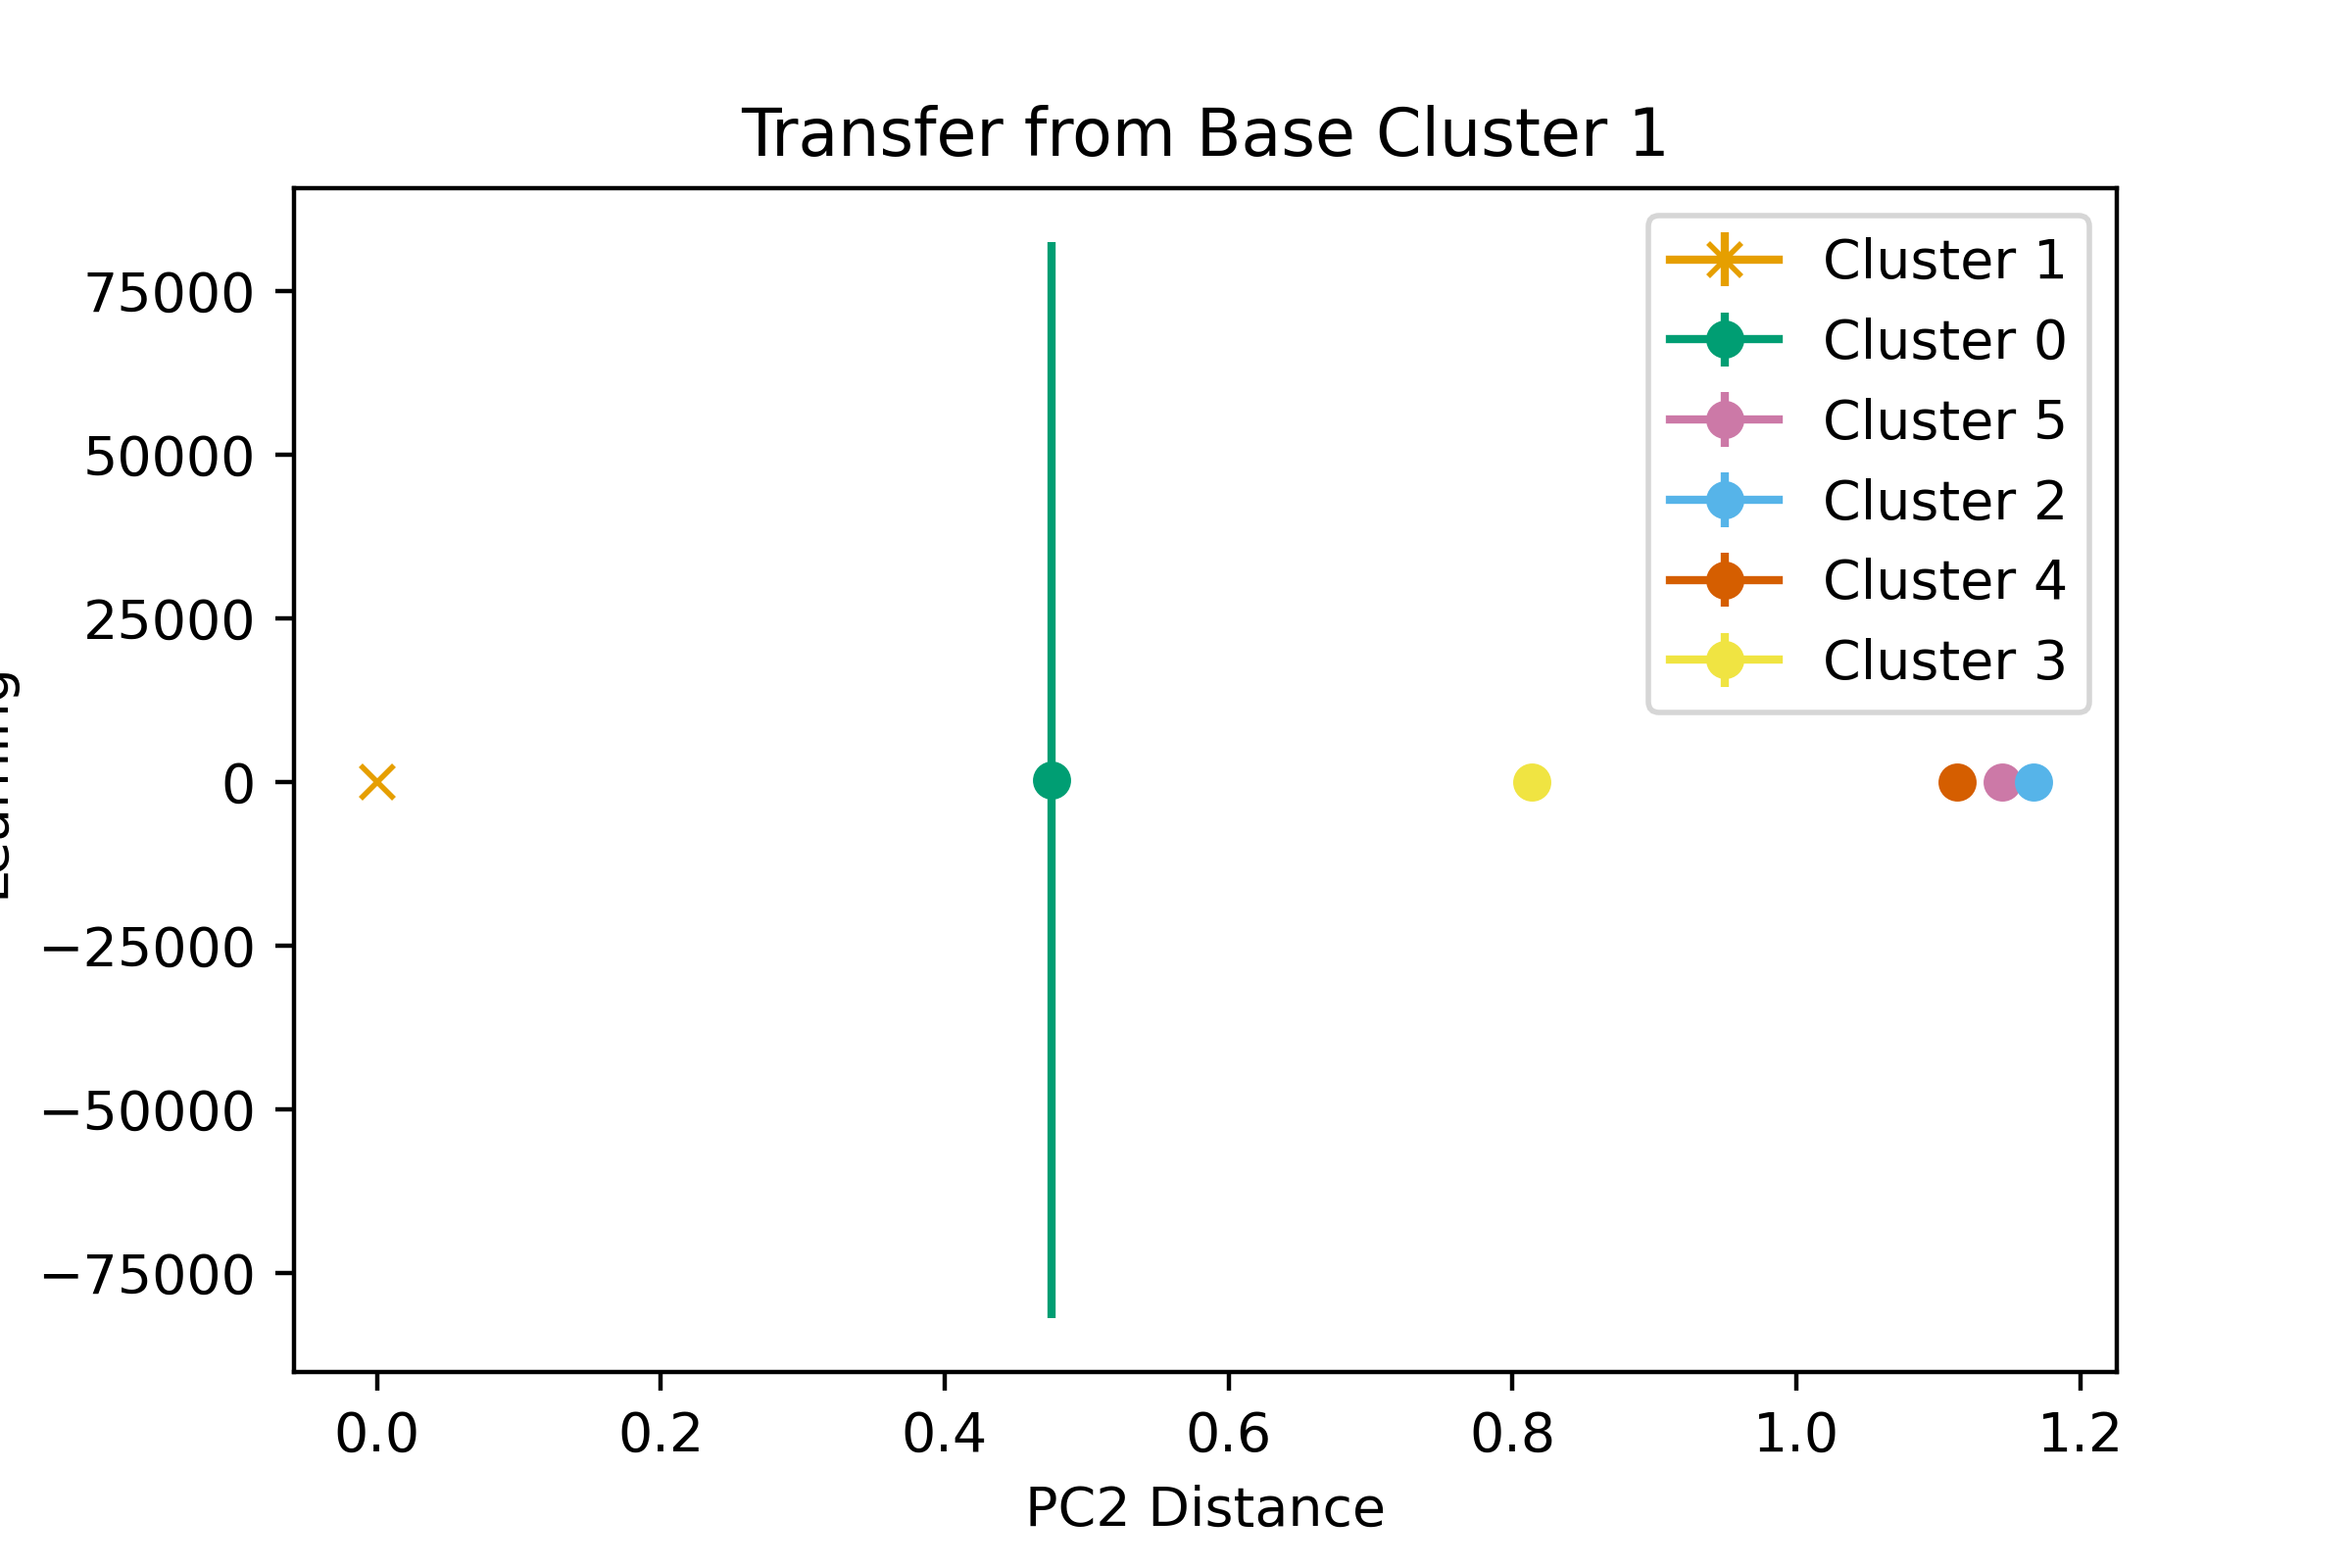 Transfer from Base Cluster 1
75000
50000
25000
0
−25000
−50000
−75000
Cluster 1
Cluster 0
Cluster 5
Cluster 2
Cluster 4
Cluster 3
0.0 0.2 0.4 0.6 0.8 1.0 1.2
PC2 Distance